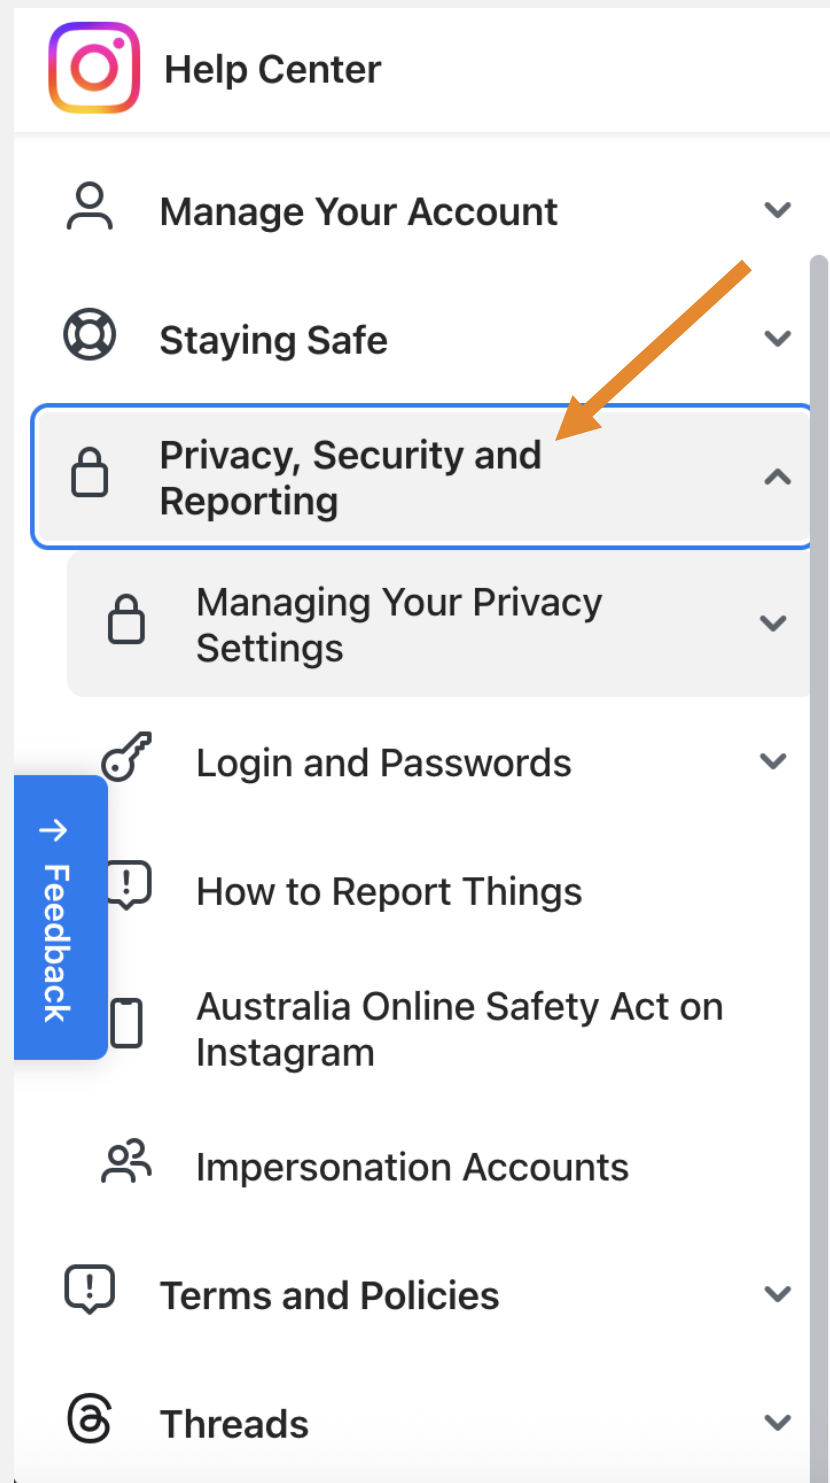 Help Center
Manage Your Account
Staying Safe
Privacy, Security and
Reporting
Managing Your Privacy
Settings
Login and Passwords
How to Report Things
Australia Online Safety Act on
Instagram
Impersonation Accounts
Terms and Policies
Threads
Feedback